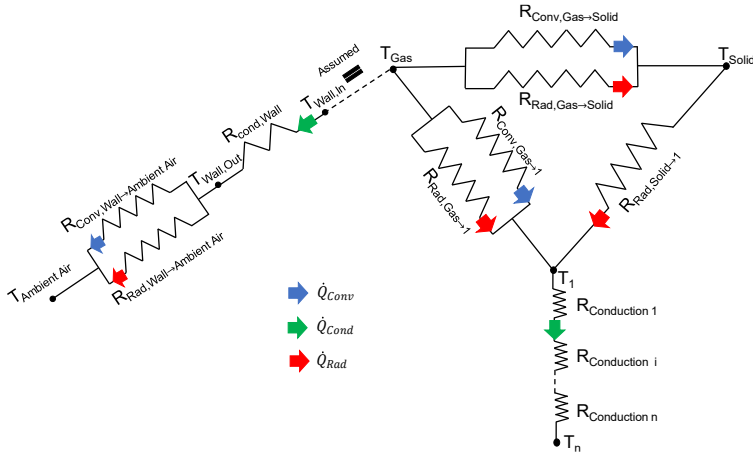 R_Conv,Gas→Solid
T_Gas
T_Solid
R_Rad,Gas→Solid
Assumed
T_Wall,In
R_cond,Wall
T_Wall,Out
R_Conv,Wall→Ambient Air
R_Rad,Wall→Ambient Air
T_Ambient Air
R_Conv,Gas→1
R_Rad,Gas→1
R_Rad,Solid→1
T_1
Q̇_Conv
Q̇_Cond
Q̇_Rad
R_Conduction 1
R_Conduction i
R_Conduction n
T_n